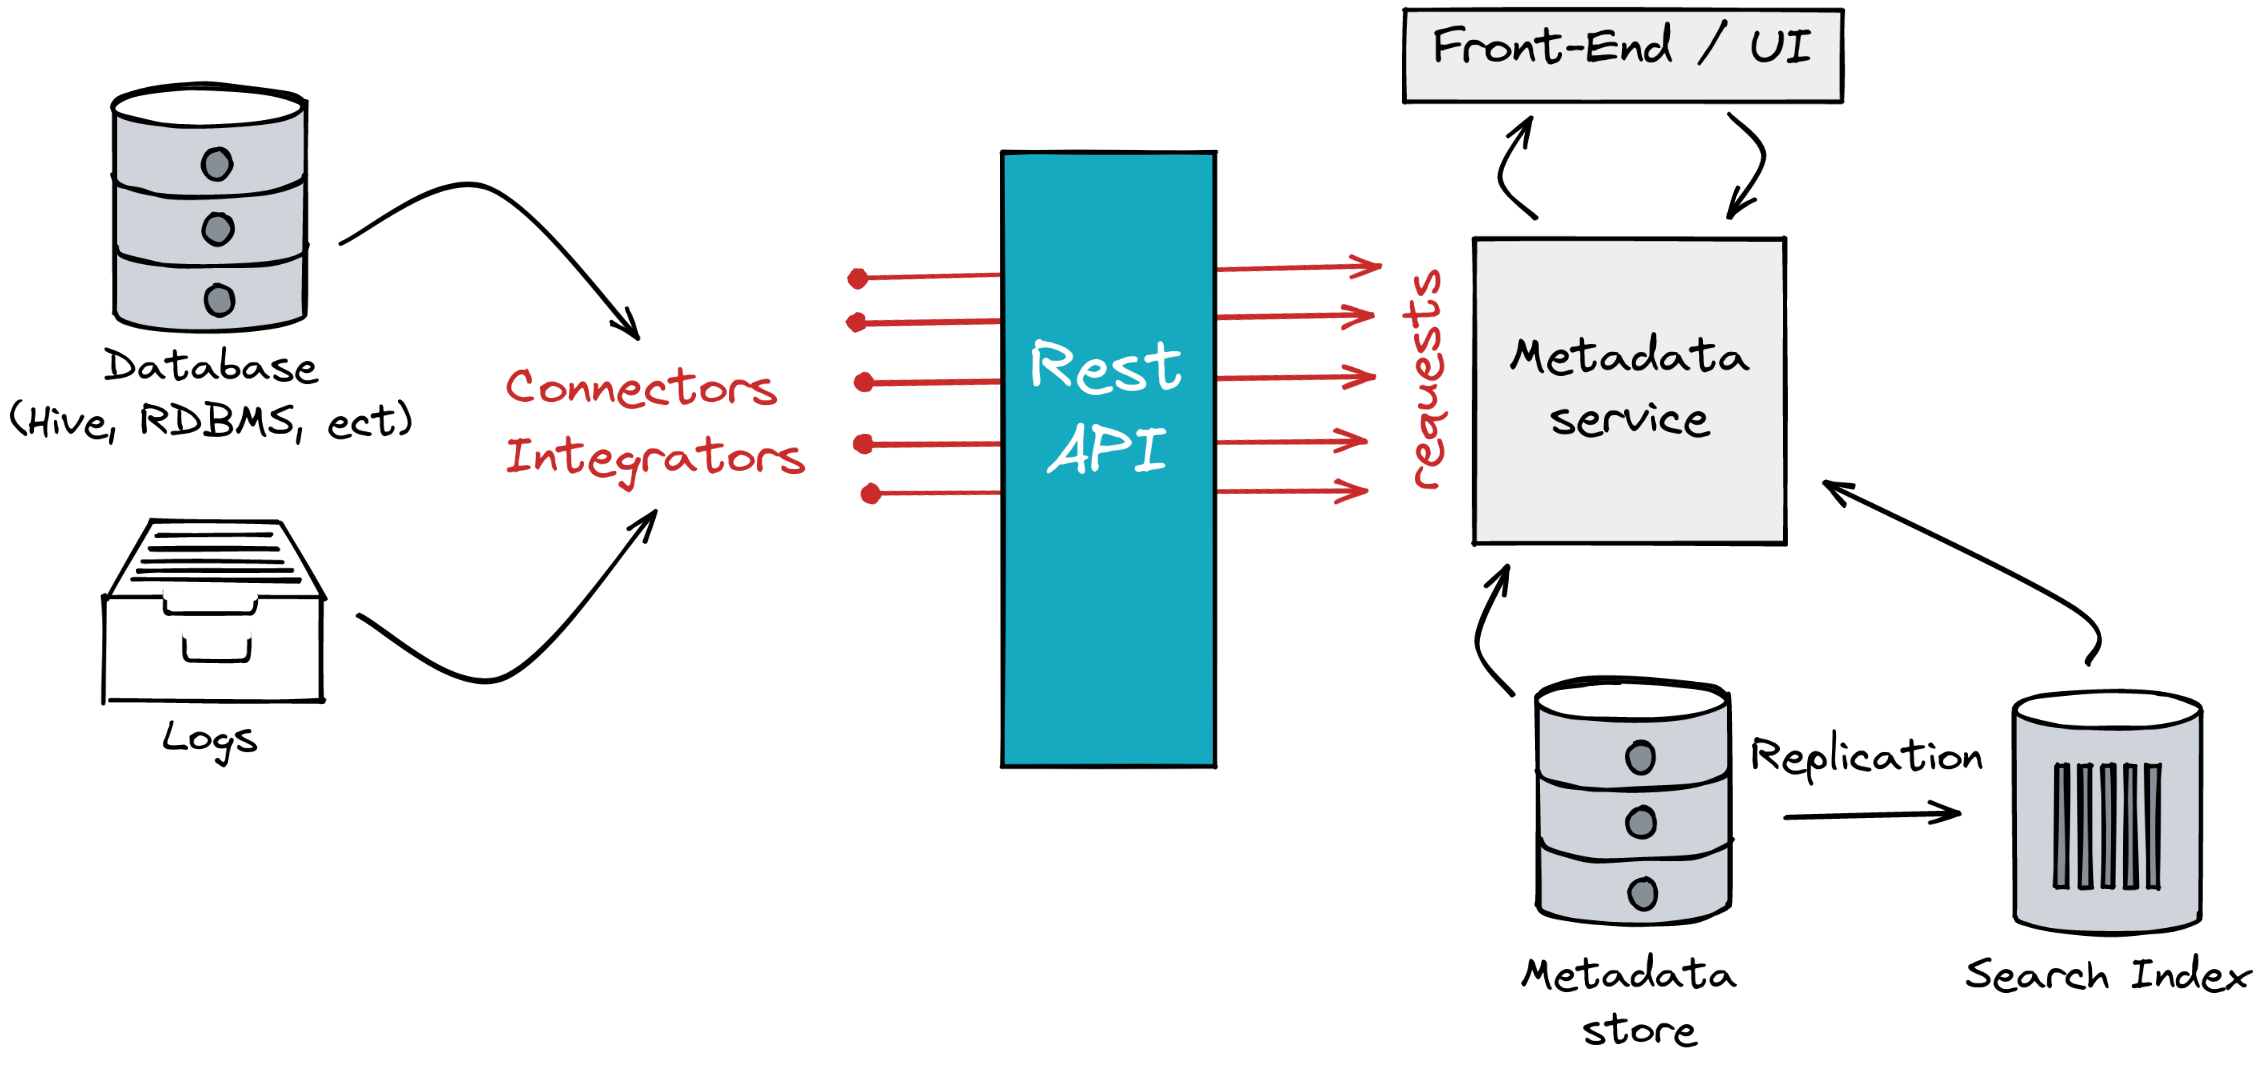 Front-End / UI
Database
(Hive, RDBMS, ect)
Connectors
Integrators
Rest
API
requests
Metadata
service
Logs
Replication
Metadata
store
Search Index